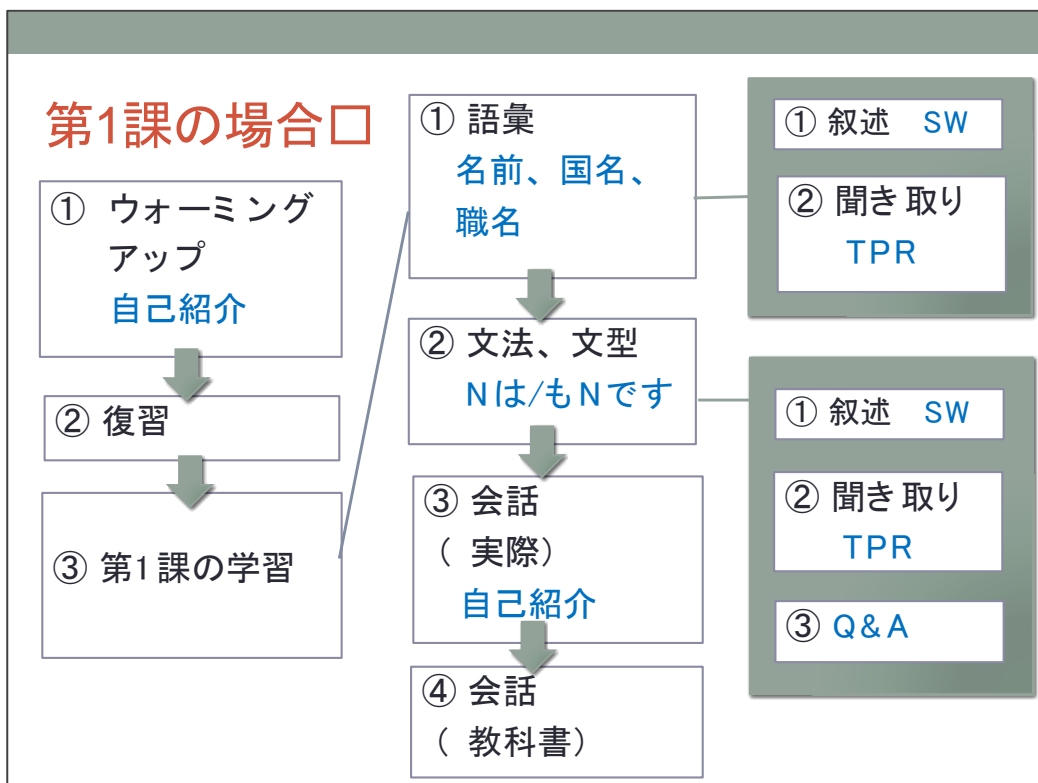 第1課の場合□
① ウォーミング
アップ
自己紹介
② 復習
③ 第1課の学習
① 語彙
名前、国名、
職名
② 文法、文型
Nは/もNです
③ 会話
( 実際)
自己紹介
④ 会話
( 教科書)
① 叙述 SW
② 聞き取り
TPR
① 叙述 SW
② 聞き取り
TPR
③ Q&A